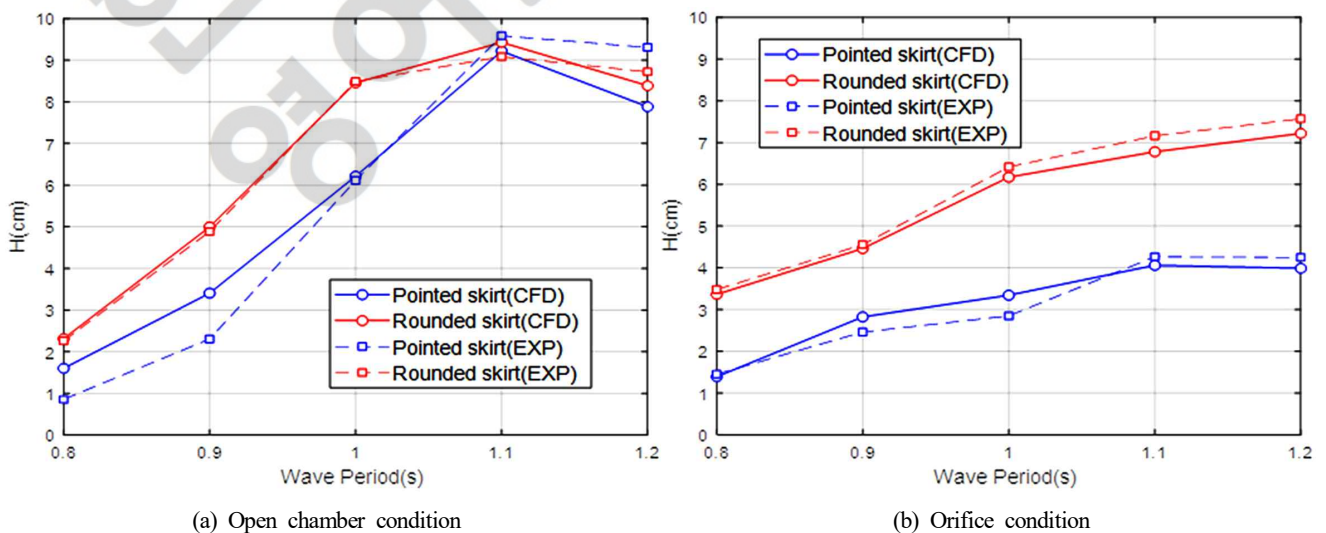 10
9
8
7
6
5
4
3
2
1
0
H(cm)
Pointed skirt(CFD)
Rounded skirt(CFD)
Pointed skirt(EXP)
Rounded skirt(EXP)
0.8 0.9 1 1.1 1.2
Wave Period(s)
(a) Open chamber condition
10
9
8
7
6
5
4
3
2
1
0
H(cm)
Pointed skirt(CFD)
Rounded skirt(CFD)
Pointed skirt(EXP)
Rounded skirt(EXP)
0.8 0.9 1 1.1 1.2
Wave Period(s)
(b) Orifice condition